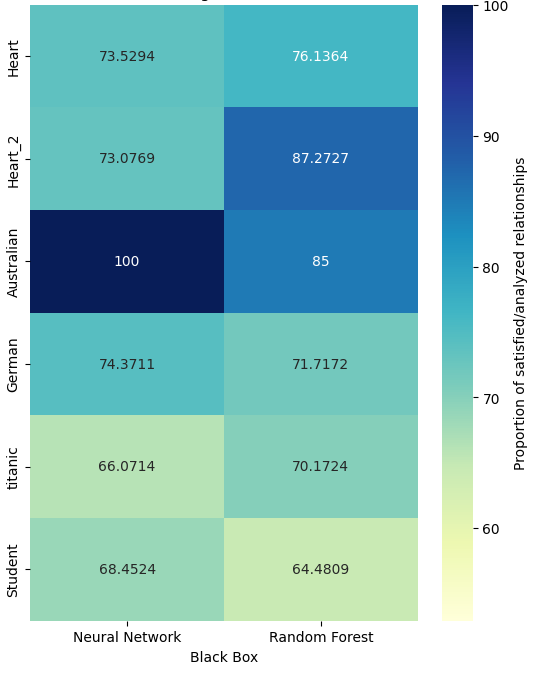 100
Heart 73.5294 76.1364
90
Heart_2 73.0769 87.2727
Australian 100 85
80
German 74.3711 71.7172
70
titanic 66.0714 70.1724
60
Student 68.4524 64.4809
Neural Network Random Forest
Black Box
Proportion of satisfied/analyzed relationships